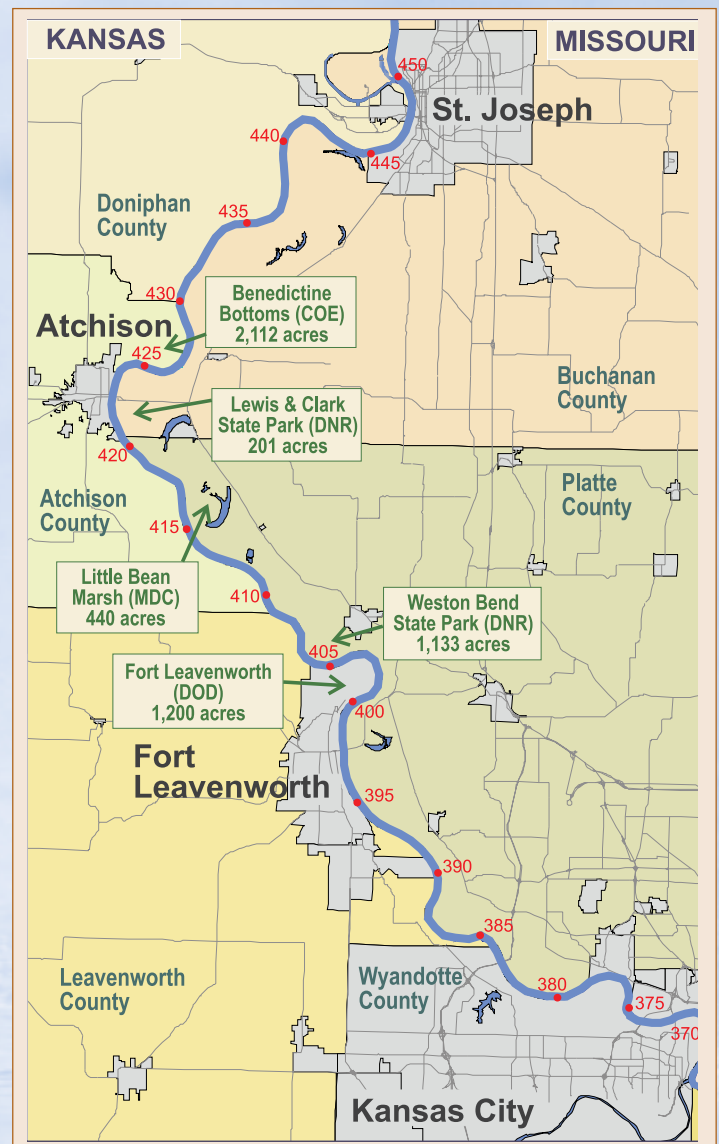 KANSAS
MISSOURI
450
St. Joseph
440
445
Doniphan
County
435
430
Benedictine
Bottoms (COE)
2,112 acres
Atchison
425
Buchanan
County
Lewis & Clark
State Park (DNR)
201 acres
420
Platte
County
Atchison
County
415
Little Bean
Marsh (MDC)
440 acres
410
Weston Bend
State Park (DNR)
1,133 acres
405
Fort Leavenworth
(DOD)
1,200 acres
400
Fort
Leavenworth
395
390
385
Leavenworth
County
Wyandotte
County
380
375
370
Kansas City